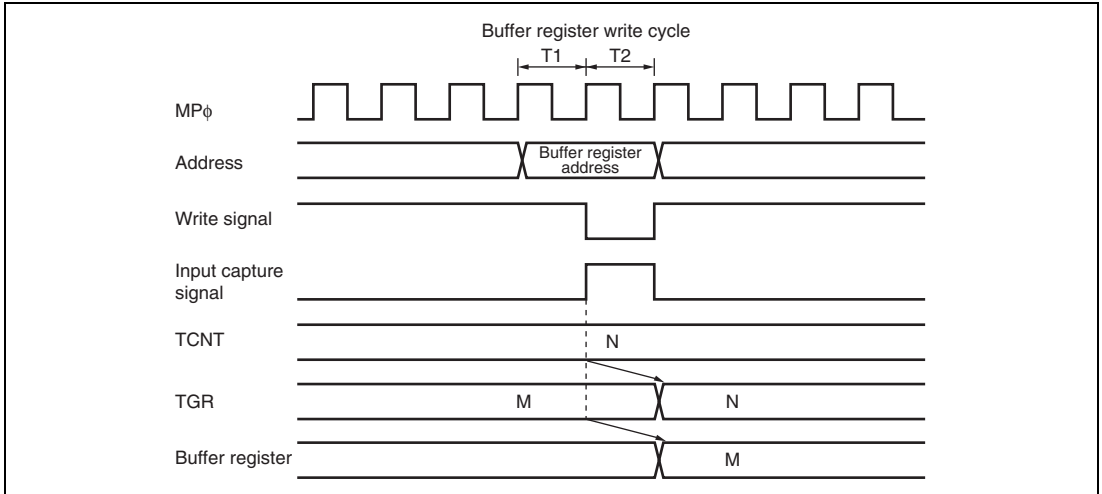 Buffer register write cycle
T1 T2
MPϕ
Address
Buffer register
address
Write signal
Input capture
signal
TCNT
N
TGR
M
N
Buffer register
M